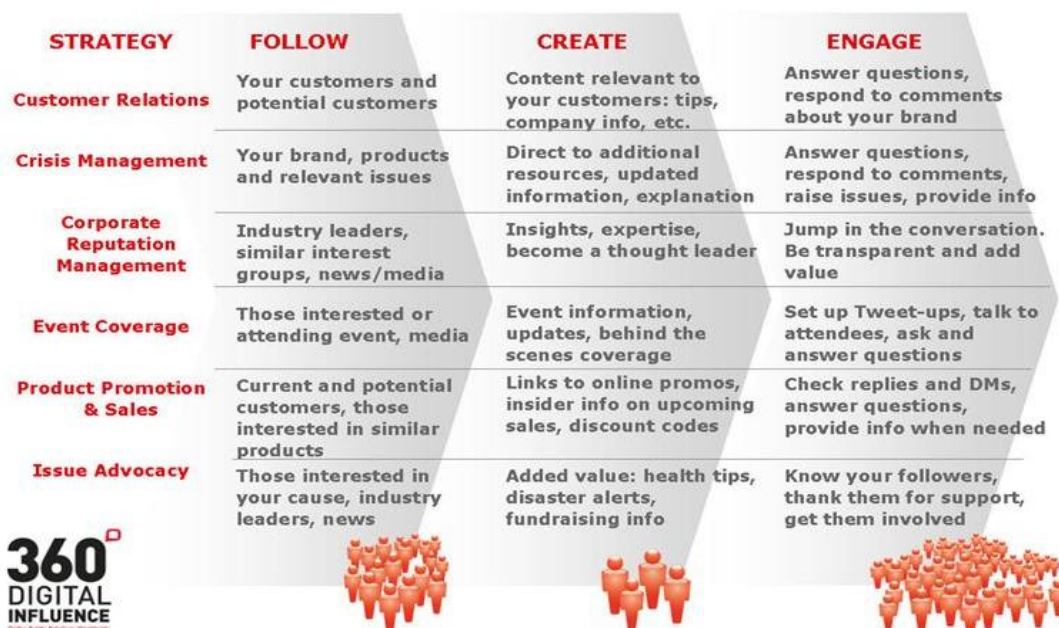 STRATEGY FOLLOW CREATE ENGAGE
Customer Relations
Your customers and
potential customers
Content relevant to
your customers: tips,
company info, etc.
Answer questions,
respond to comments
about your brand
Crisis Management
Your brand, products
and relevant issues
Direct to additional
resources, updated
information, explanation
Answer questions,
respond to comments,
raise issues, provide info
Corporate
Reputation
Management
Industry leaders,
similar interest
groups, news/media
Insights, expertise,
become a thought leader
Jump in the conversation.
Be transparent and add
value
Event Coverage
Those interested or
attending event, media
Event information,
updates, behind the
scenes coverage
Set up Tweet-ups, talk to
attendees, ask and
answer questions
Product Promotion
& Sales
Current and potential
customers, those
interested in similar
products
Links to online promos,
insider info on upcoming
sales, discount codes
Check replies and DMs,
answer questions,
provide info when needed
Issue Advocacy
Those interested in
your cause, industry
leaders, news
Added value: health tips,
disaster alerts,
fundraising info
Know your followers,
thank them for support,
get them involved
360
DIGITAL
INFLUENCE